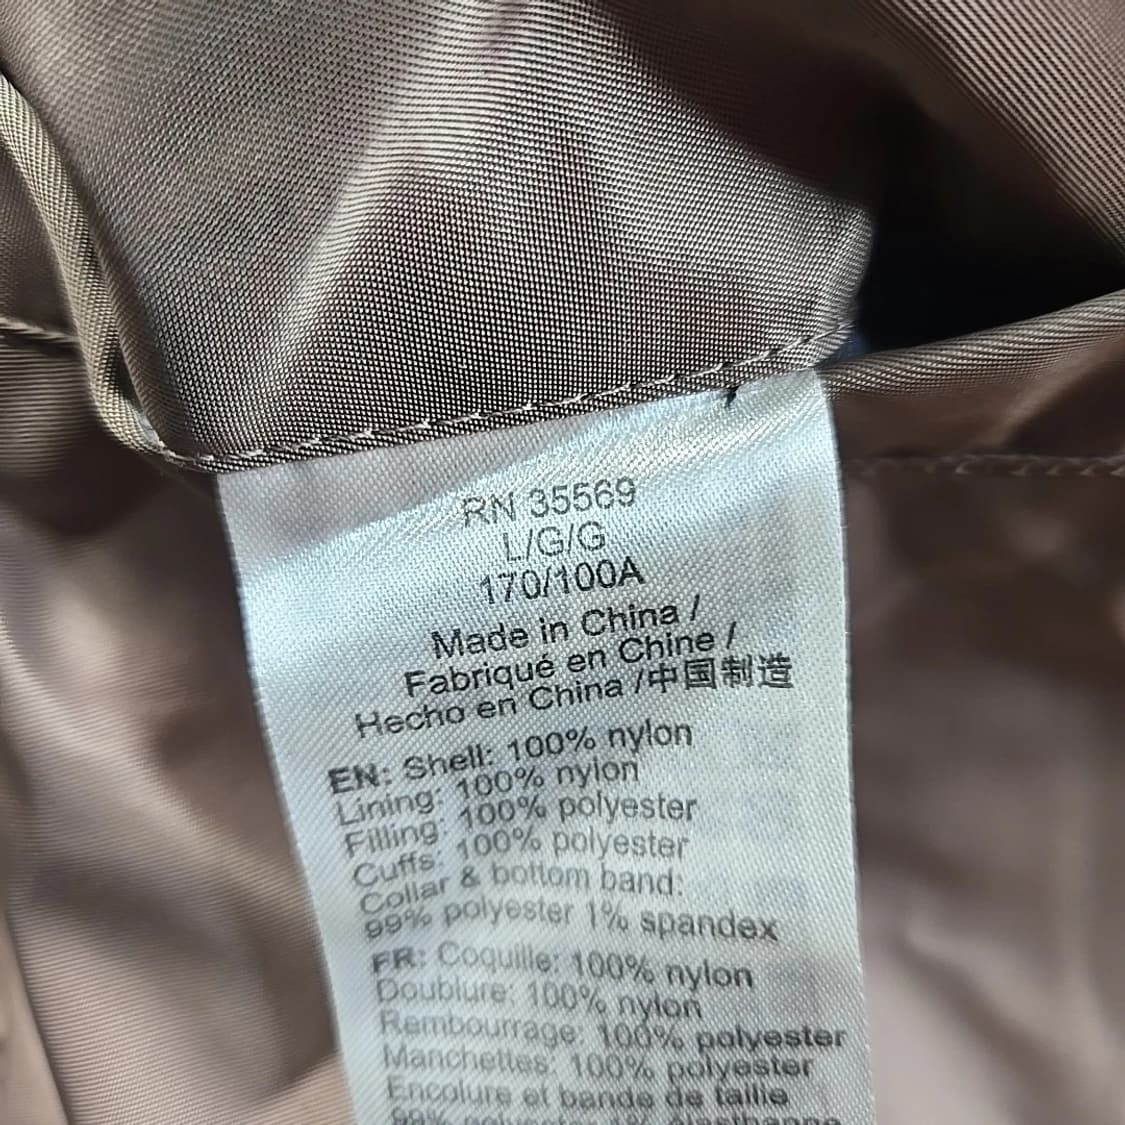 RN 35569
L/G/G
170/100A
Made in China /
Fabriqué en Chine /
Hecho en China /中国制造
EN: Shell: 100% nylon
Lining: 100% nylon
Filling: 100% polyester
Cuffs: 100% polyester
Collar & bottom band:
99% polyester 1% spandex
FR: Coquille: 100% nylon
Doublure: 100% nylon
Rembourrage: 100% polyester
Manchettes: 100% polyester
Encolure et bande de taille
99%